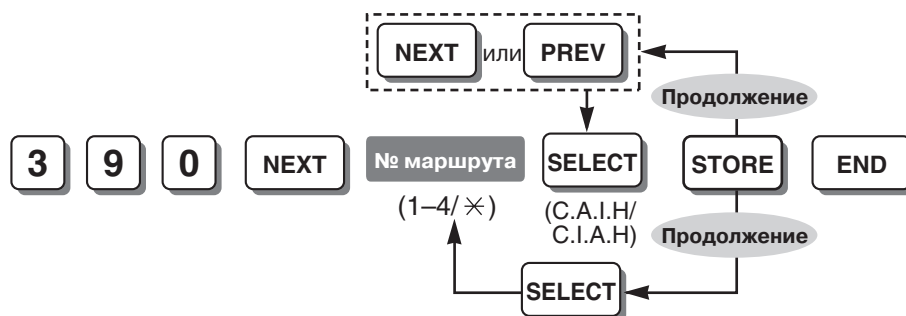 NEXT или PREV
Продолжение
3 9 0 NEXT № маршрута SELECT STORE END
(1–4/✳) (C.A.I.H/
C.I.A.H)
Продолжение
SELECT